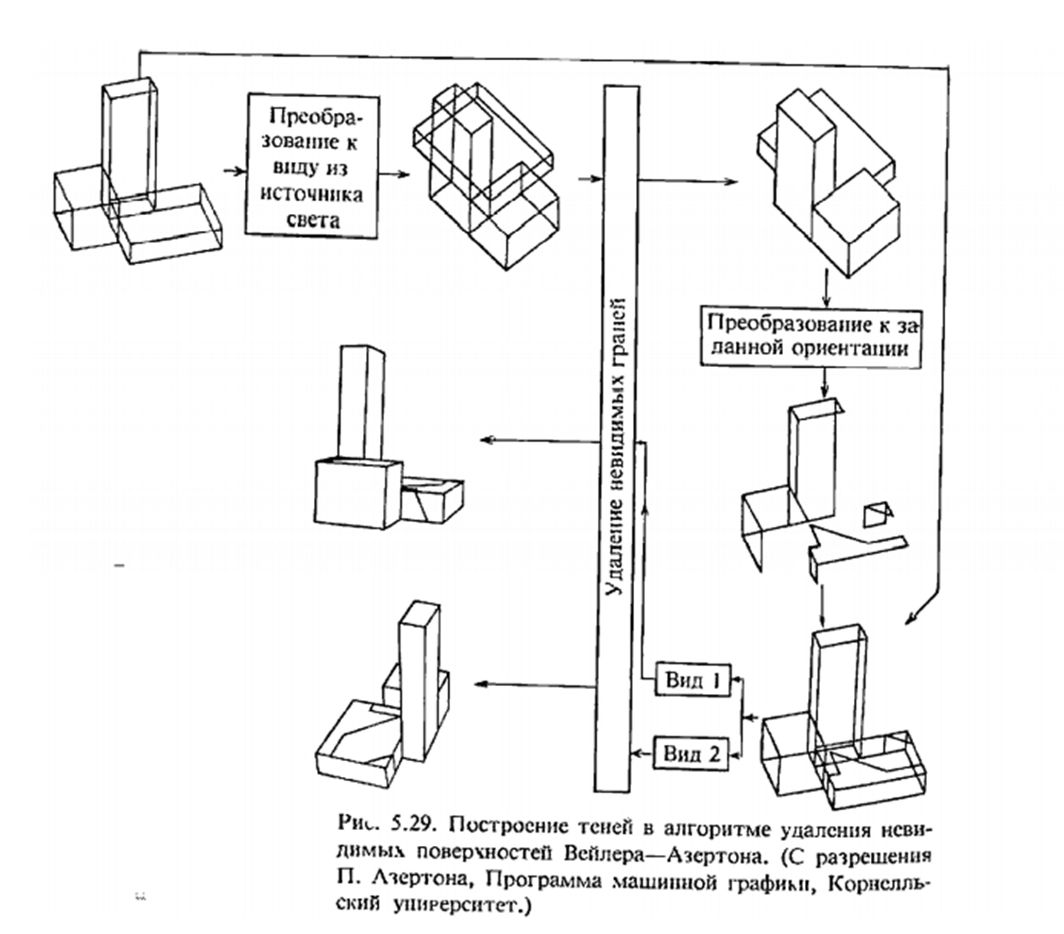 Преобра-
зование к
виду из
источника
света
Удаление невидимых граней
Преобразование к за-
данной ориентации
Вид 1
Вид 2
Рис. 5.29. Построение теней в алгоритме удаления неви-
димых поверхностей Вейлера—Азертона. (С разрешения
П. Азертона, Программа машинной графики, Корнелль-
ский университет.)